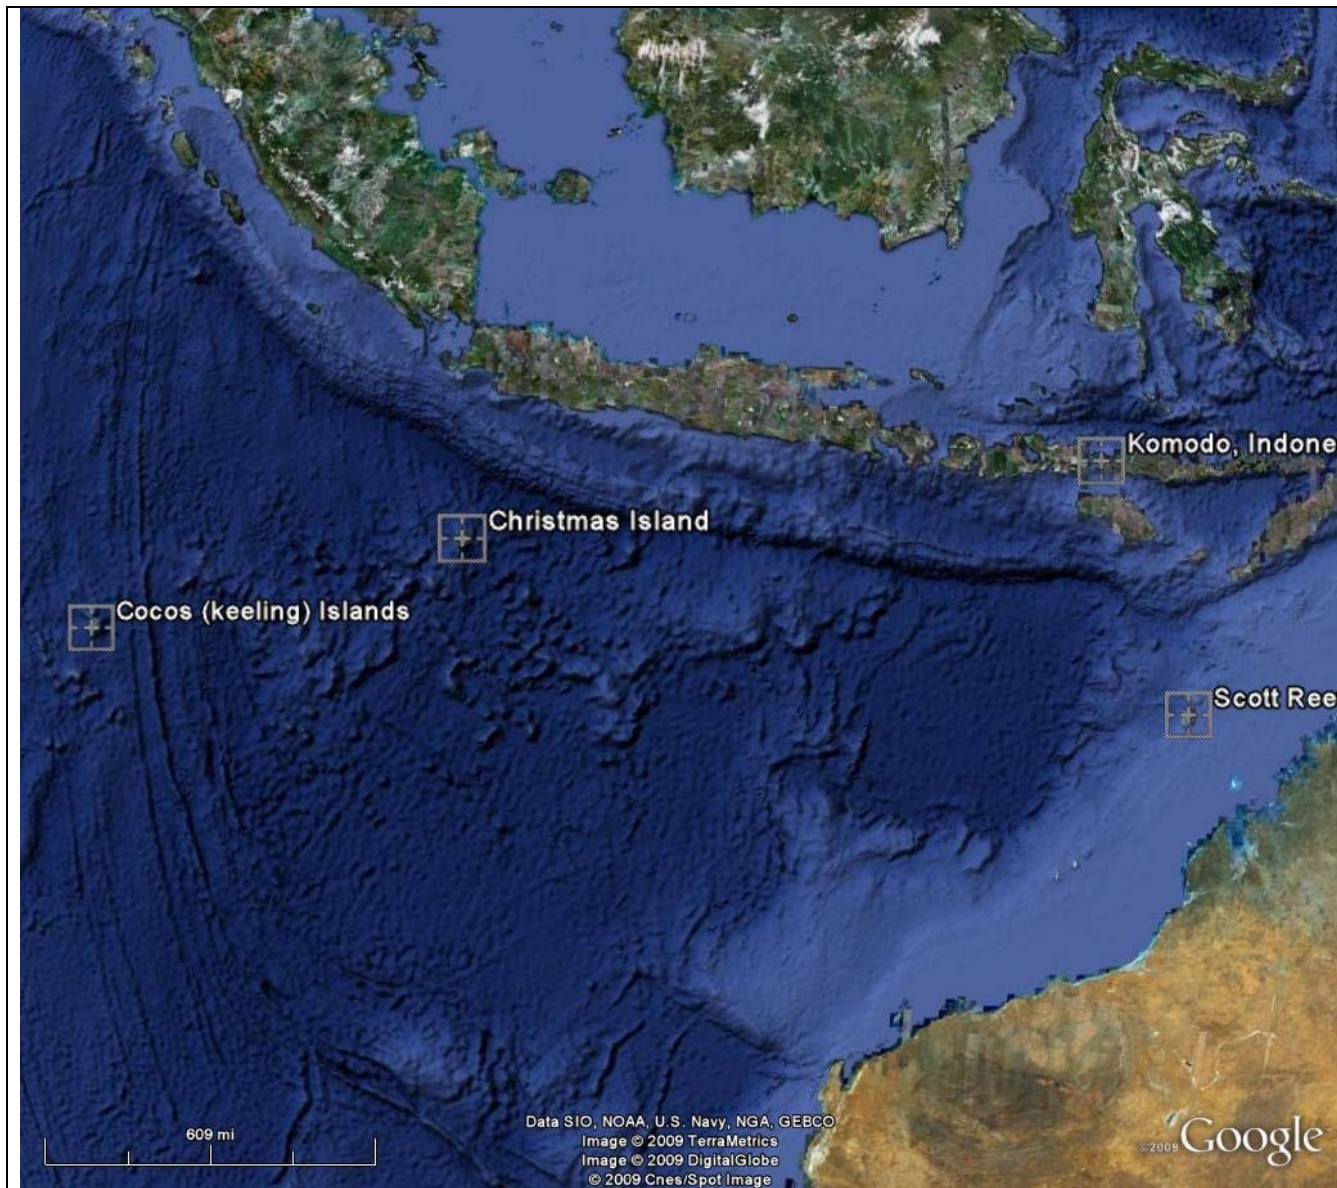 Komodo, Indone
Christmas Island
Cocos (keeling) Islands
Scott Ree
609 mi
Data SIO, NOAA, U.S. Navy, NGA, GEBCO
Image © 2009 TerraMetrics
Image © 2009 DigitalGlobe
© 2009 Cnes/Spot Image
©2009 Google